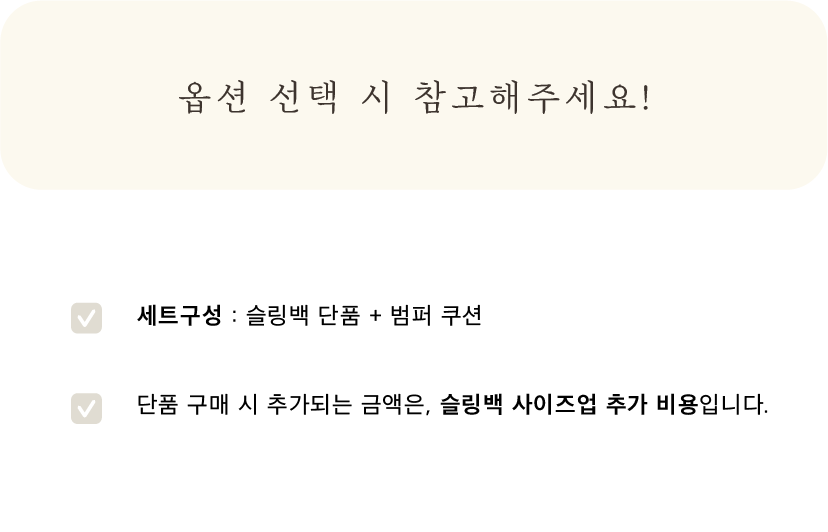 옵션 선택 시 참고해주세요!
세트구성 : 슬링백 단품 + 범퍼 쿠션
단품 구매 시 추가되는 금액은, 슬링백 사이즈업 추가 비용입니다.